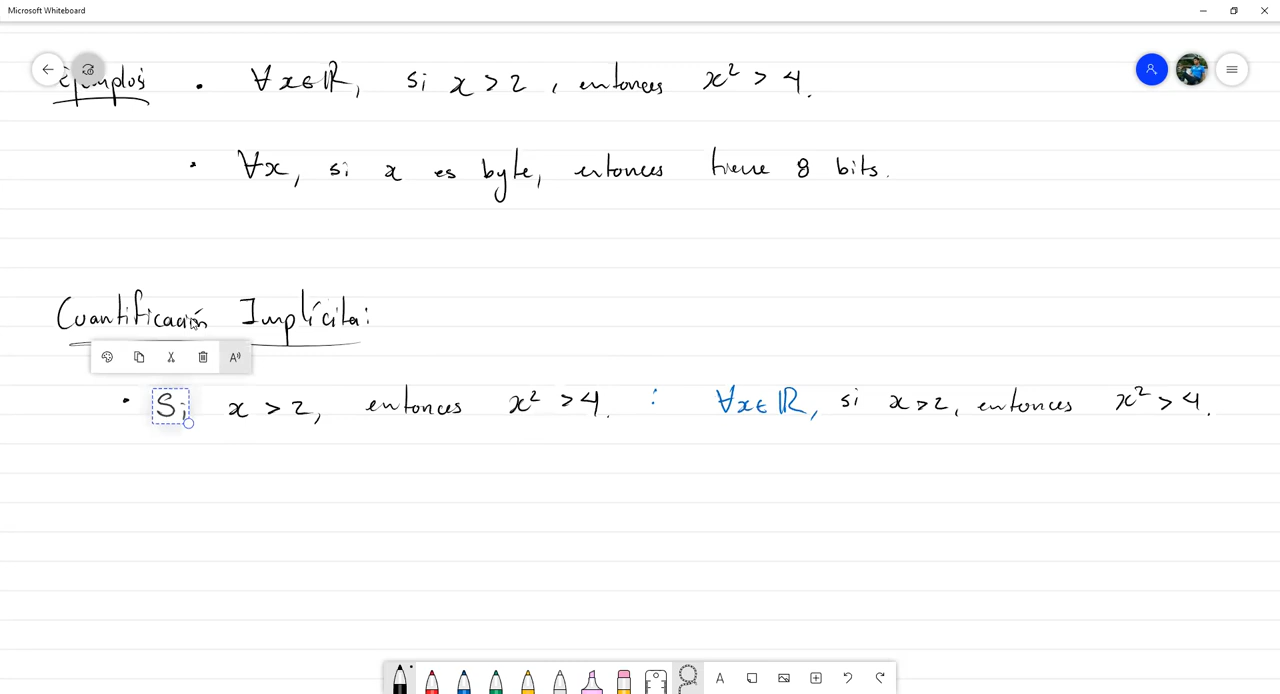 Microsoft Whiteboard
Ejemplos • ∀x∈ℝ, si x > 2, entonces x² > 4.
• ∀x, si x es byte, entonces tiene 8 bits.
Cuantificación Implícita:
A
• Si x > 2, entonces x² > 4. : ∀x∈ℝ, si x > 2, entonces x² > 4.
A